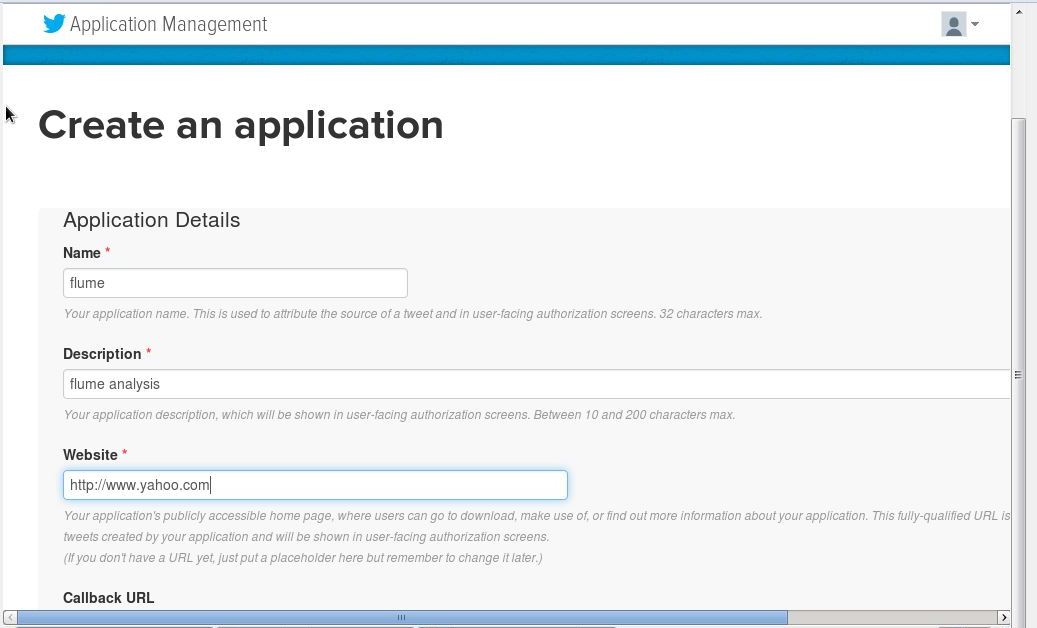 Application Management
Create an application
Application Details
Name *
flume
Your application name. This is used to attribute the source of a tweet and in user-facing authorization screens. 32 characters max.
Description *
flume analysis
Your application description, which will be shown in user-facing authorization screens. Between 10 and 200 characters max.
Website *
http://www.yahoo.com
Your application's publicly accessible home page, where users can go to download, make use of, or find out more information about your application. This fully-qualified URL is
tweets created by your application and will be shown in user-facing authorization screens.
(If you don't have a URL yet, just put a placeholder here but remember to change it later.)
Callback URL